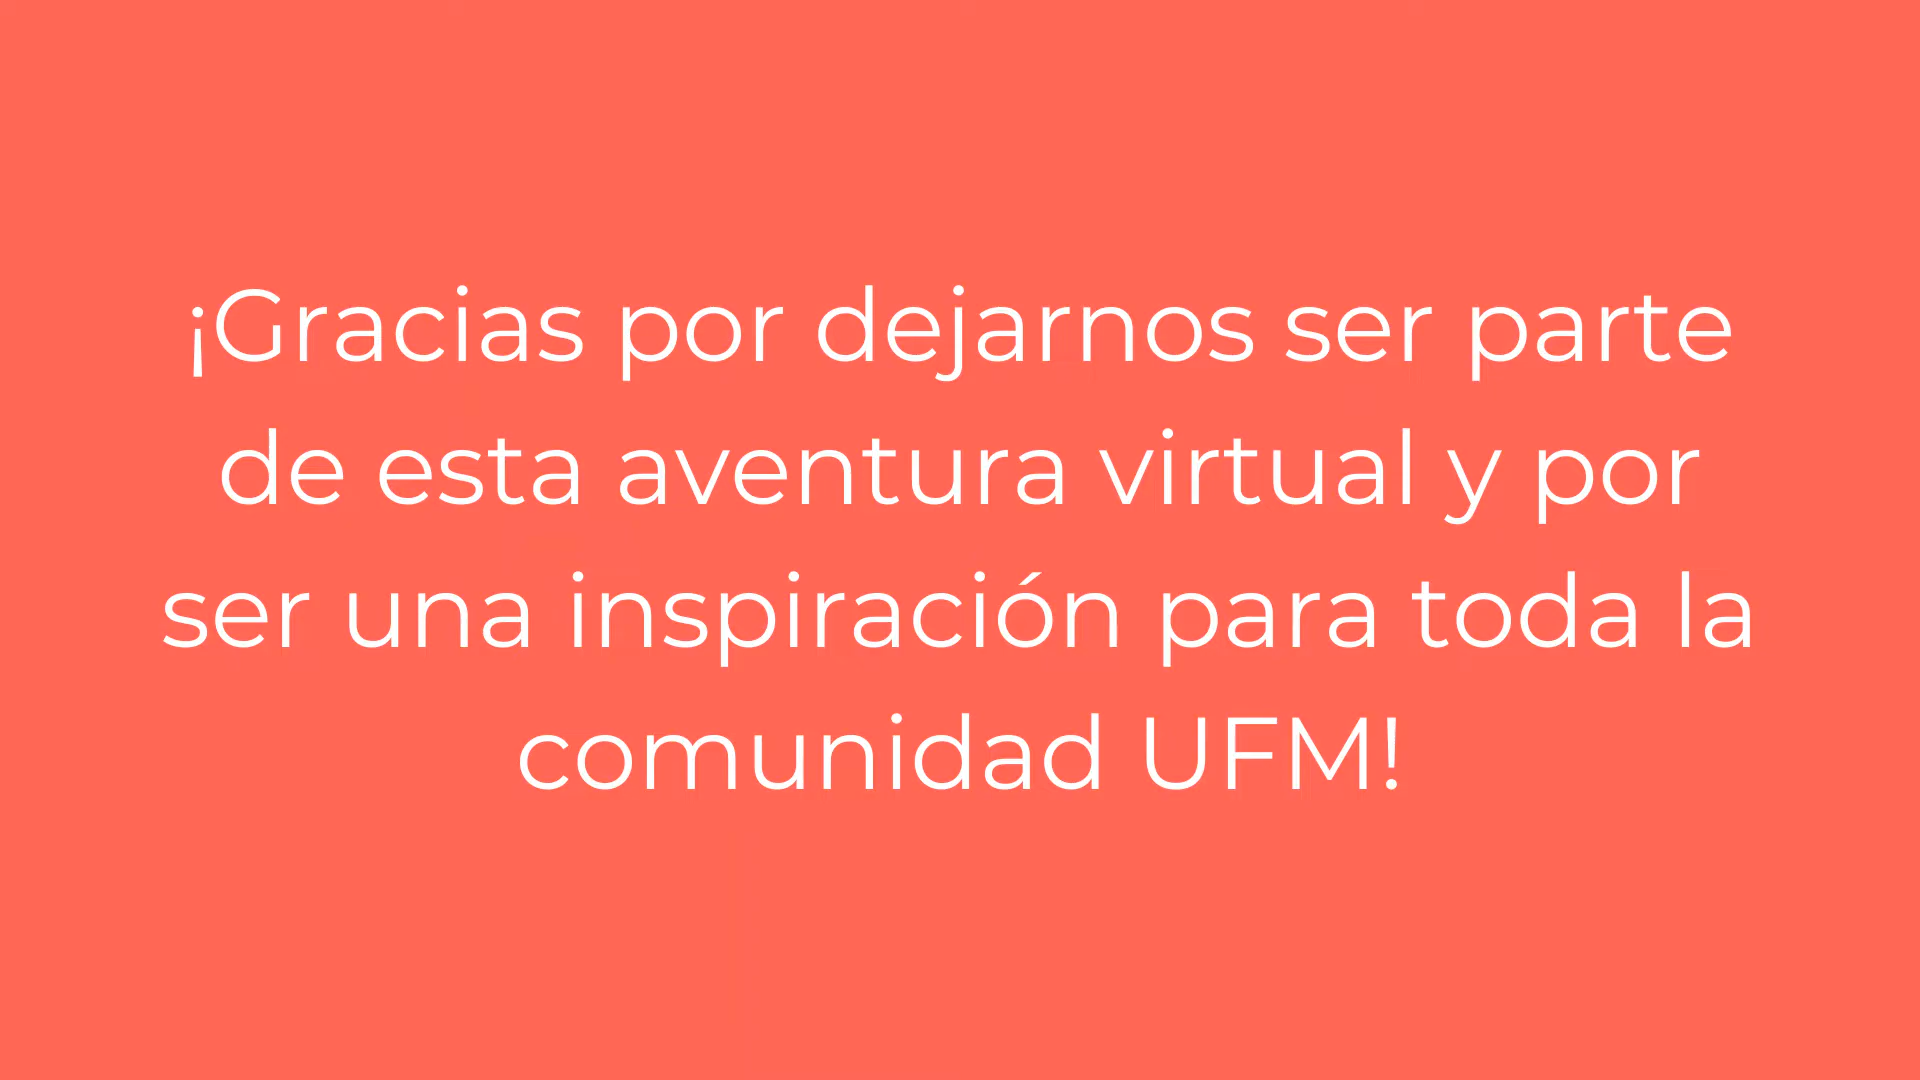 ¡Gracias por dejarnos ser parte
de esta aventura virtual y por
ser una inspiración para toda la
comunidad UFM!